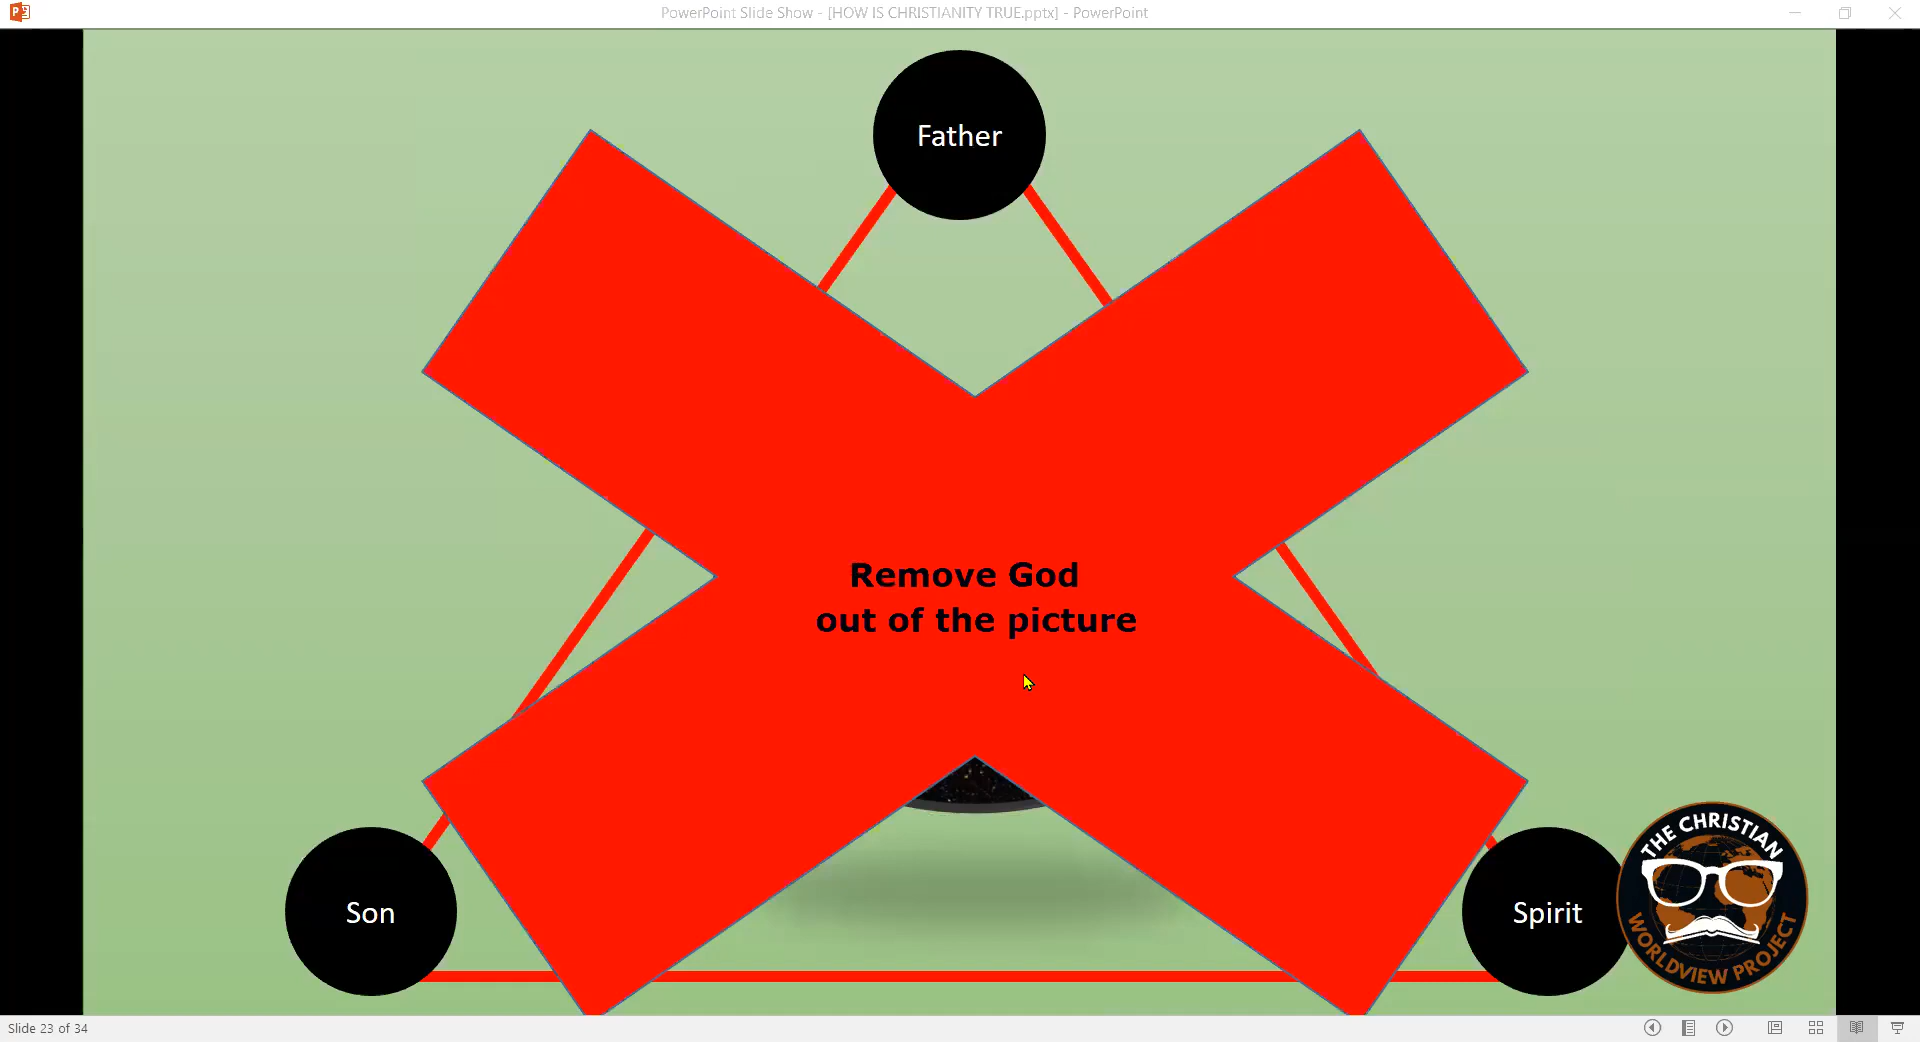 PowerPoint Slide Show - [HOW IS CHRISTIANITY TRUE.pptx] - PowerPoint
Father
Remove God
out of the picture
Son
Spirit
THE CHRISTIAN
WORLDVIEW PROJECT
Slide 23 of 34